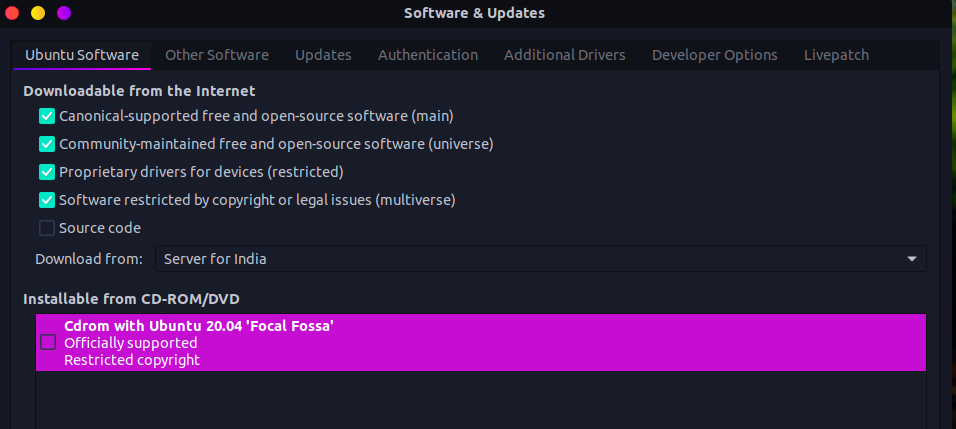 Software & Updates
Ubuntu Software Other Software Updates Authentication Additional Drivers Developer Options Livepatch
Downloadable from the Internet
Canonical-supported free and open-source software (main)
Community-maintained free and open-source software (universe)
Proprietary drivers for devices (restricted)
Software restricted by copyright or legal issues (multiverse)
Source code
Download from: Server for India
Installable from CD-ROM/DVD
Cdrom with Ubuntu 20.04 'Focal Fossa'
Officially supported
Restricted copyright